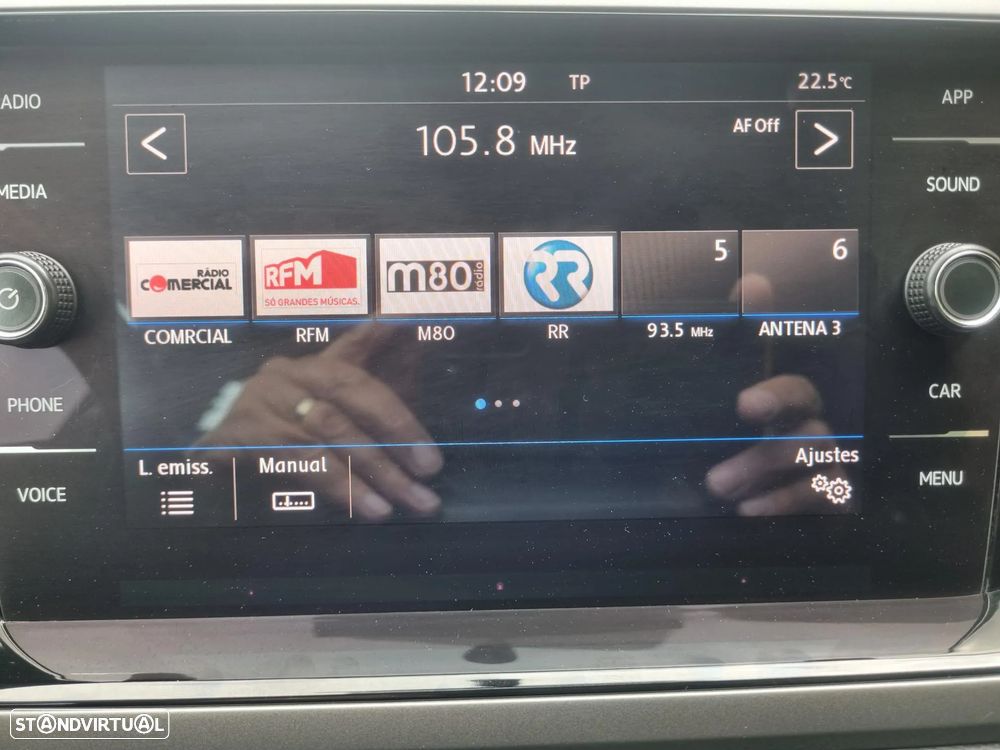 12:09 TP 22.5°C
105.8 MHz
AF Off
ADIO
MEDIA
PHONE
VOICE
APP
SOUND
CAR
MENU
RÁDIO
COMERCIAL
RFM
SÓ GRANDES MÚSICAS.
m80 rádio
RR
5
6
COMRCIAL
RFM
M80
RR
93.5 MHz
ANTENA 3
L. emiss.
Manual
Ajustes
STANDVIRTUAL